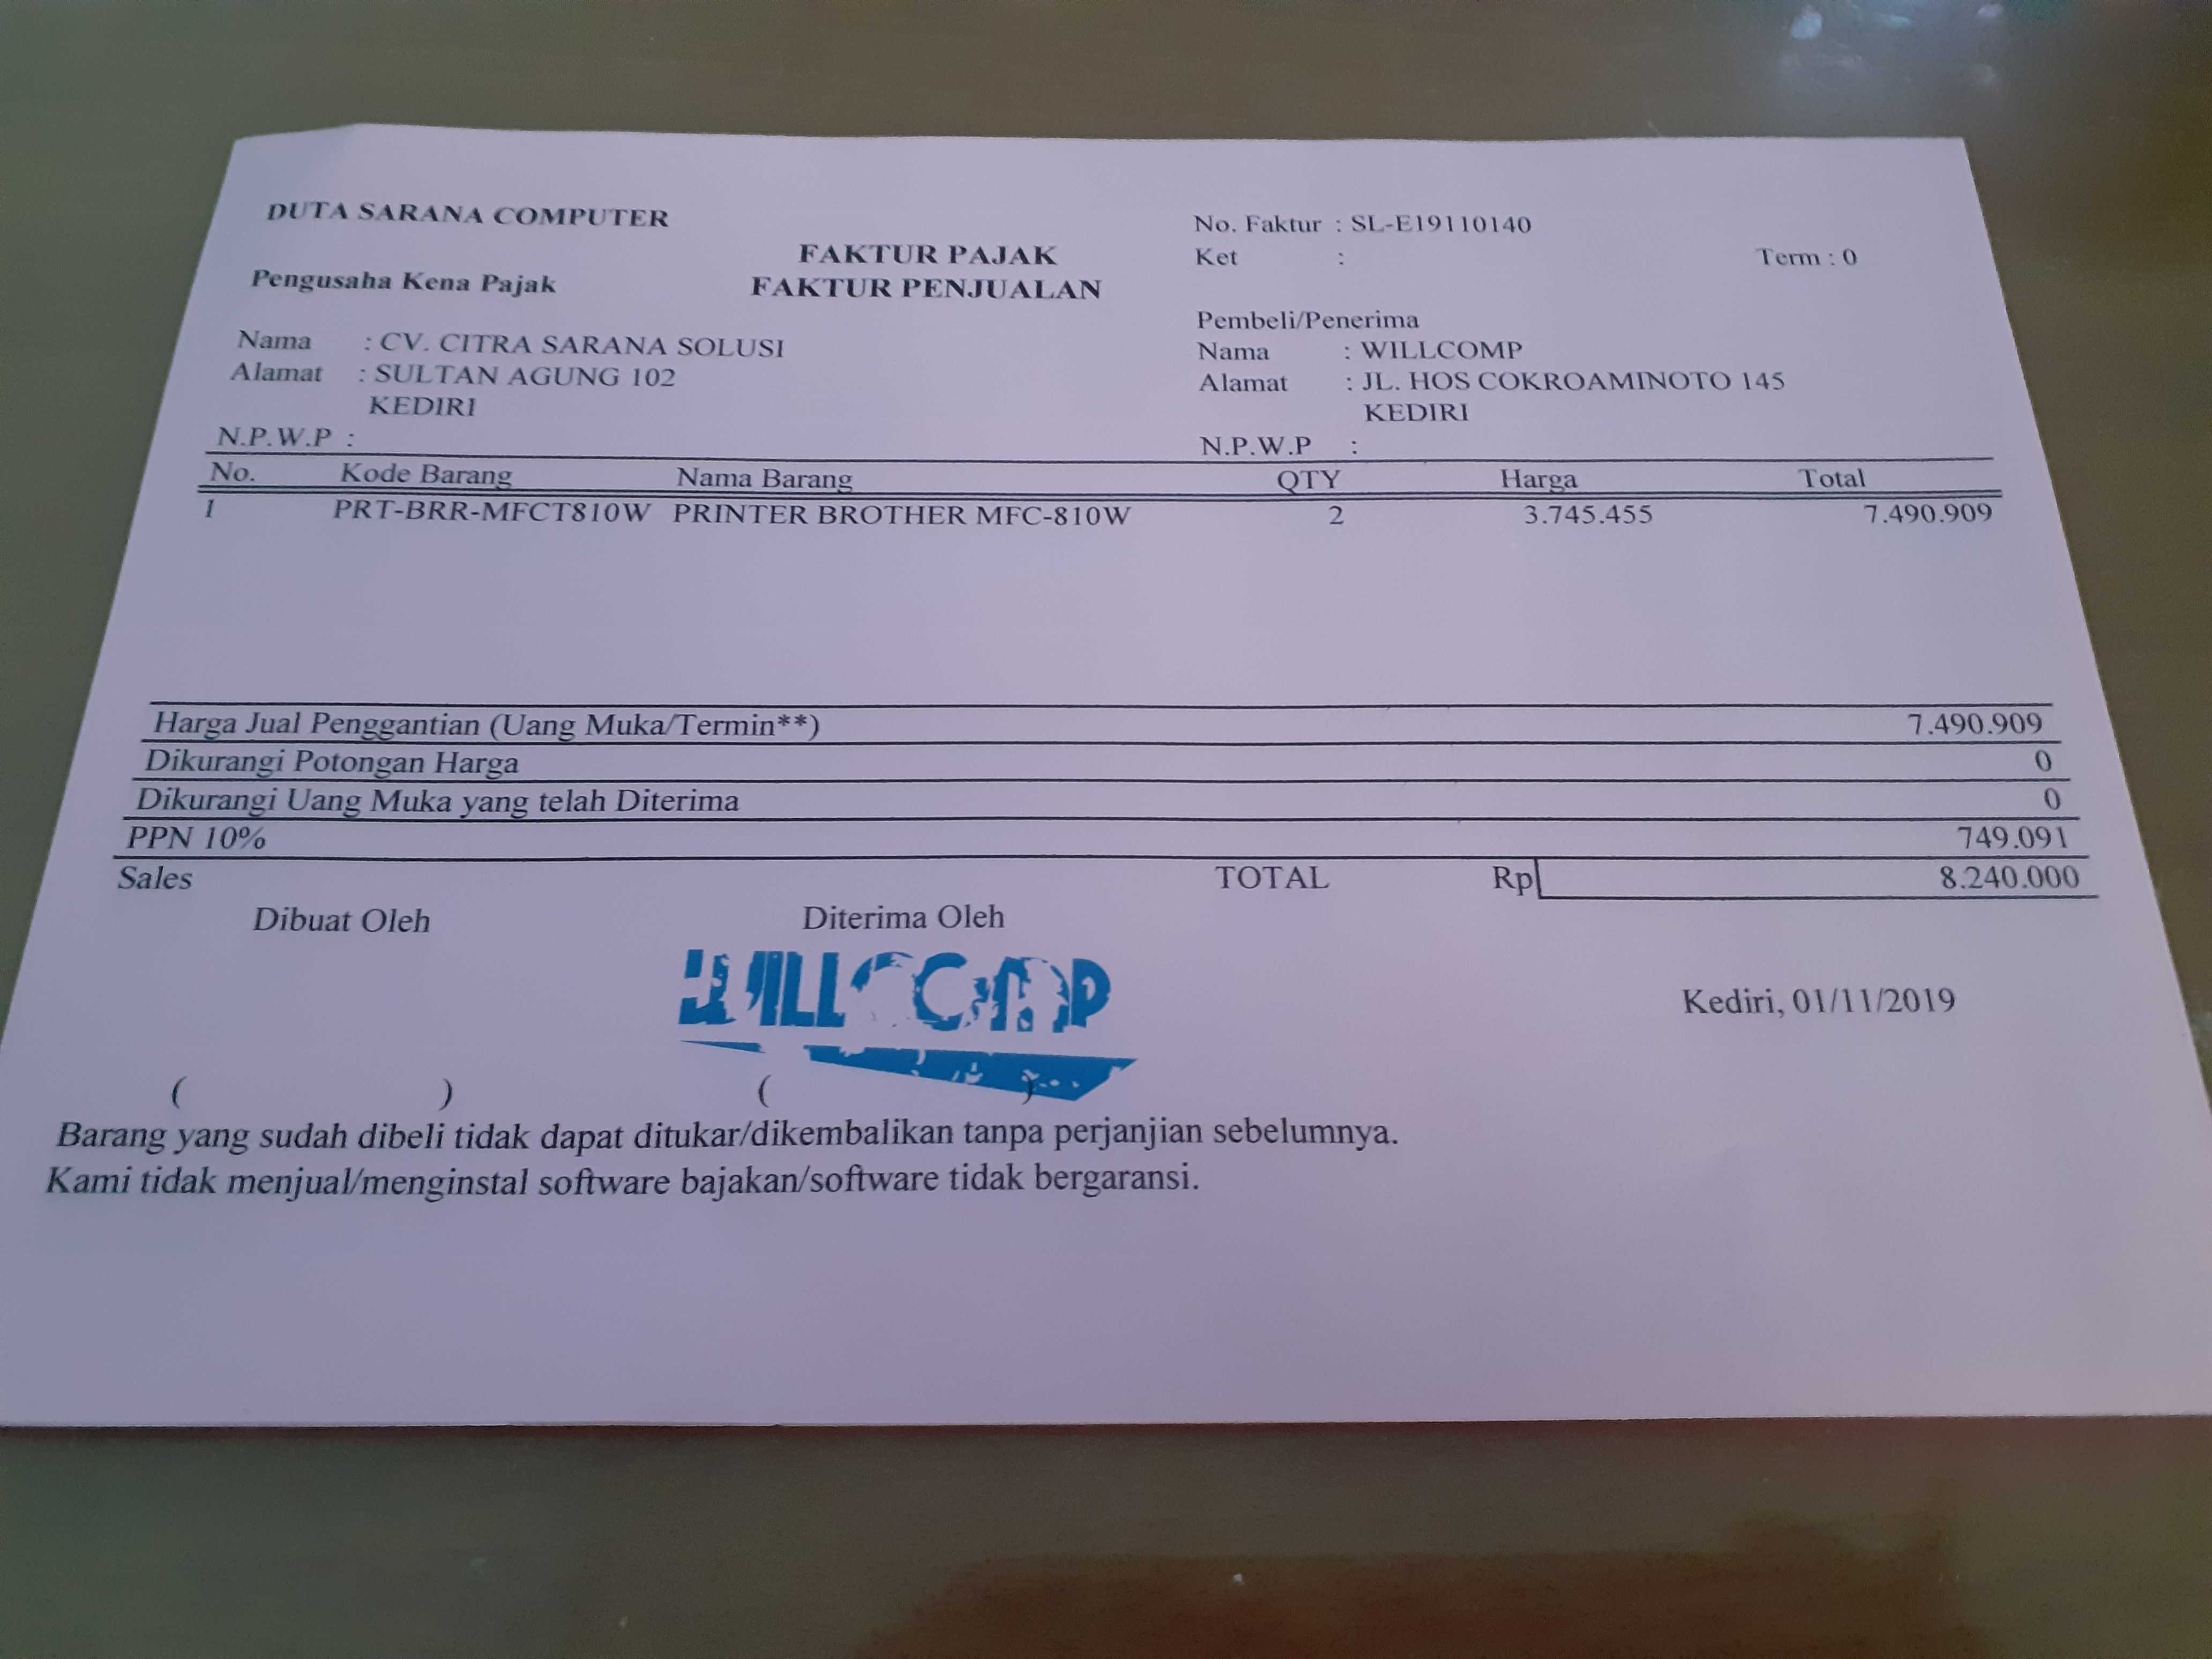 DUTA SARANA COMPUTER
FAKTUR PAJAK
FAKTUR PENJUALAN
No. Faktur : SL-E19110140
Ket :
Term : 0
Pengusaha Kena Pajak
Nama : CV. CITRA SARANA SOLUSI
Alamat : SULTAN AGUNG 102
KEDIRI
N.P.W.P :
Pembeli/Penerima
Nama : WILLCOMP
Alamat : JL. HOS COKROAMINOTO 145
KEDIRI
N.P.W.P :
No. Kode Barang Nama Barang QTY Harga Total
1 PRT-BRR-MFCT810W PRINTER BROTHER MFC-810W 2 3.745.455 7.490.909
Harga Jual Penggantian (Uang Muka/Termin**) 7.490.909
Dikurangi Potongan Harga 0
Dikurangi Uang Muka yang telah Diterima 0
PPN 10% 749.091
Sales TOTAL Rp 8.240.000
Dibuat Oleh Diterima Oleh
WILLCOMP
Kediri, 01/11/2019
( ) ( )
Barang yang sudah dibeli tidak dapat ditukar/dikembalikan tanpa perjanjian sebelumnya.
Kami tidak menjual/menginstal software bajakan/software tidak bergaransi.